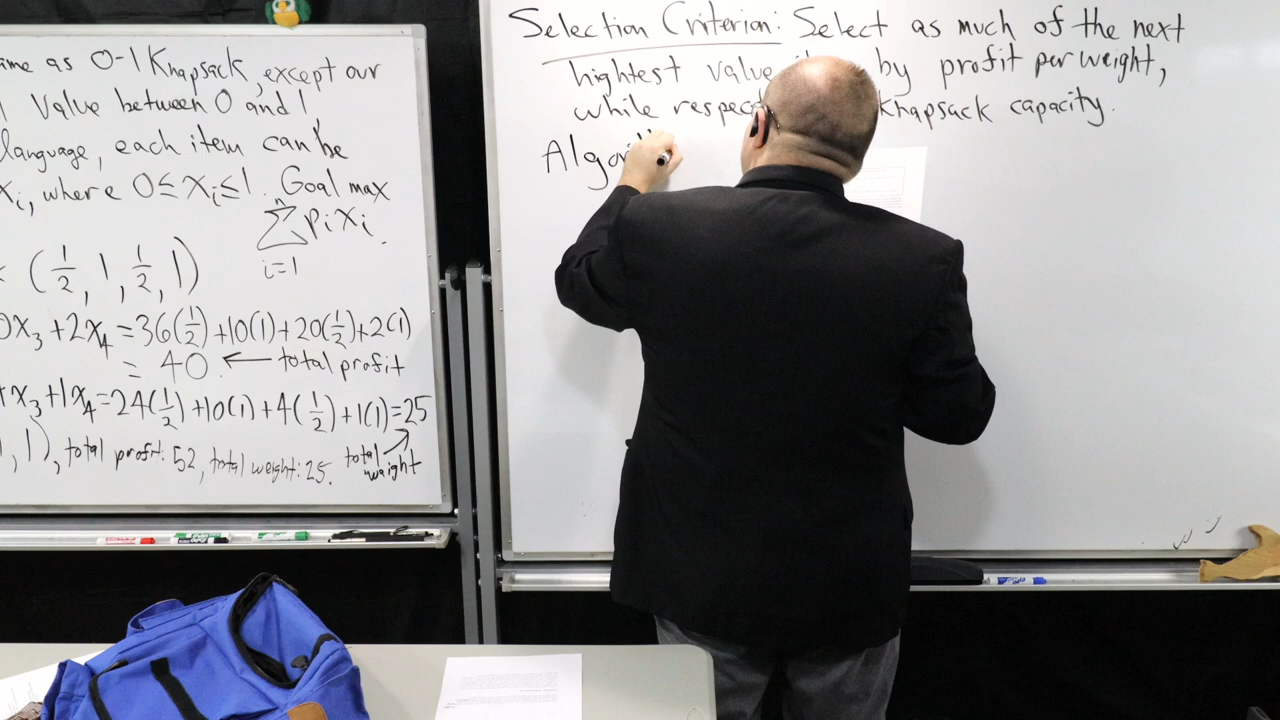 ame as 0-1 Knapsack, except our
Value between 0 and 1,
language, each item can be
xᵢ, where 0≤xᵢ≤1. Goal max
n
∑ pᵢxᵢ.
i=1
(1/2, 1, 1/2, 1)
0x₃+2x₄=36(1/2)+10(1)+20(1/2)+2(1)
= 40 ← total profit
x₃+1x₄=24(1/2)+10(1)+4(1/2)+1(1)=25
, 1), total profit: 52, total weight: 25. total weight
Selection Criterion: Select as much of the next
highest value by profit per weight,
while respec Knapsack capacity.
Algori